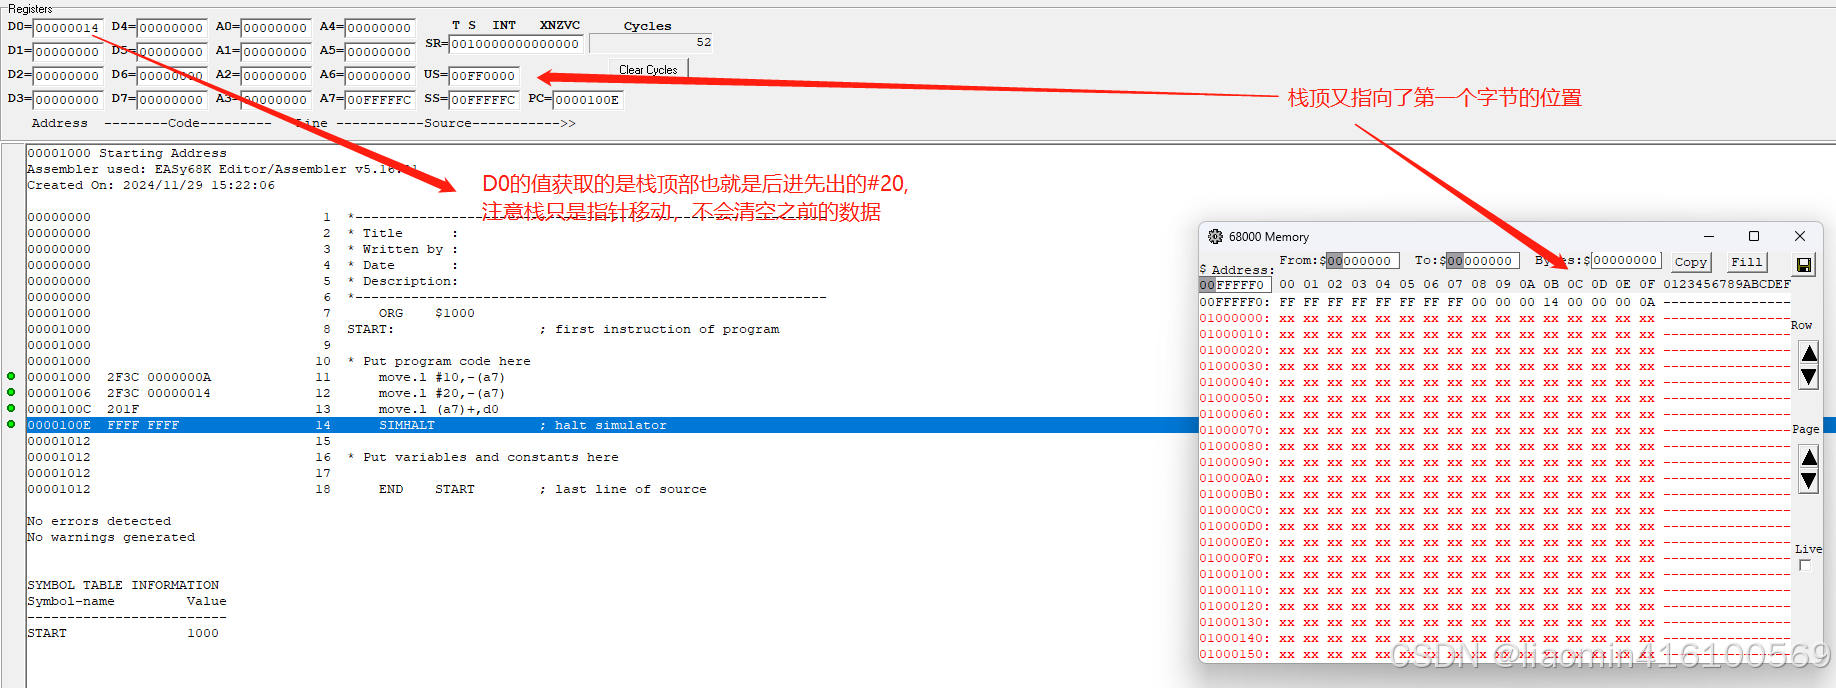 Registers
D0= 00000014 D4= 00000000 A0= 00000000 A4= 00000000 T S INT XNZVC Cycles
D1= 00000000 D5= 00000000 A1= 00000000 A5= 00000000 SR= 0010000000000000 52
D2= 00000000 D6= 00000000 A2= 00000000 A6= 00000000 US= 00FF0000 Clear Cycles
D3= 00000000 D7= 00000000 A3= 00000000 A7= 00FFFFFC SS= 00FFFFFC PC= 0000100E
Address --------Code--------- Line -----------Source----------->>
栈顶又指向了第一个字节的位置
00001000 Starting Address
Assembler used: EASy68K Editor/Assembler
Created On: 2024/11/29 15:22:06
D0的值获取的是栈顶部也就是后进先出的#20,
注意栈只是指针移动，不会清空之前的数据
00000000 1 *-----------------------------------------------------------
00000000 2 * Title :
00000000 3 * Written by :
00000000 4 * Date :
00000000 5 * Description:
00000000 6 *-----------------------------------------------------------
00001000 7 ORG $1000
00001000 8 START: ; first instruction of program
00001000 9
00001000 10 * Put program code here
00001000 2F3C 0000000A 11 move.l #10,-(a7)
00001006 2F3C 00000014 12 move.l #20,-(a7)
0000100C 201F 13 move.l (a7)+,d0
0000100E FFFF FFFF 14 SIMHALT ; halt simulator
00001012 15
00001012 16 * Put variables and constants here
00001012 17
00001012 18 END START ; last line of source
No errors detected
No warnings generated
SYMBOL TABLE INFORMATION
Symbol-name Value
-------------------------
START 1000
68000 Memory
From:$ 00000000 To:$ 00000000 Bytes:$ 00000000 Copy Fill
$ Address:
00FFFFF0 00 01 02 03 04 05 06 07 08 09 0A 0B 0C 0D 0E 0F 0123456789ABCDEF
00FFFFF0: FF FF FF FF FF FF FF FF 00 00 00 14 00 00 00 0A ----------------
01000000: xx xx xx xx xx xx xx xx xx xx xx xx xx xx xx xx ----------------
01000010: xx xx xx xx xx xx xx xx xx xx xx xx xx xx xx xx ----------------
01000020: xx xx xx xx xx xx xx xx xx xx xx xx xx xx xx xx ----------------
01000030: xx xx xx xx xx xx xx xx xx xx xx xx xx xx xx xx ----------------
01000040: xx xx xx xx xx xx xx xx xx xx xx xx xx xx xx xx ----------------
01000050: xx xx xx xx xx xx xx xx xx xx xx xx xx xx xx xx ----------------
01000060: xx xx xx xx xx xx xx xx xx xx xx xx xx xx xx xx ----------------
01000070: xx xx xx xx xx xx xx xx xx xx xx xx xx xx xx xx ----------------
01000080: xx xx xx xx xx xx xx xx xx xx xx xx xx xx xx xx ----------------
01000090: xx xx xx xx xx xx xx xx xx xx xx xx xx xx xx xx ----------------
010000A0: xx xx xx xx xx xx xx xx xx xx xx xx xx xx xx xx ----------------
010000B0: xx xx xx xx xx xx xx xx xx xx xx xx xx xx xx xx ----------------
010000C0: xx xx xx xx xx xx xx xx xx xx xx xx xx xx xx xx ----------------
010000D0: xx xx xx xx xx xx xx xx xx xx xx xx xx xx xx xx ----------------
010000E0: xx xx xx xx xx xx xx xx xx xx xx xx xx xx xx xx ----------------
010000F0: xx xx xx xx xx xx xx xx xx xx xx xx xx xx xx xx ----------------
01000100: xx xx xx xx xx xx xx xx xx xx xx xx xx xx xx xx ----------------
01000110: xx xx xx xx xx xx xx xx xx xx xx xx xx xx xx xx ----------------
01000120: xx xx xx xx xx xx xx xx xx xx xx xx xx xx xx xx ----------------
01000130: xx xx xx xx xx xx xx xx xx xx xx xx xx xx xx xx ----------------
01000140: xx xx xx xx xx xx xx xx xx xx xx xx xx xx xx xx ----------------
01000150: xx xx xx xx xx xx xx xx xx xx xx xx xx xx xx xx ----------------
Row
Page
Live
CSDN @liaomin416100569